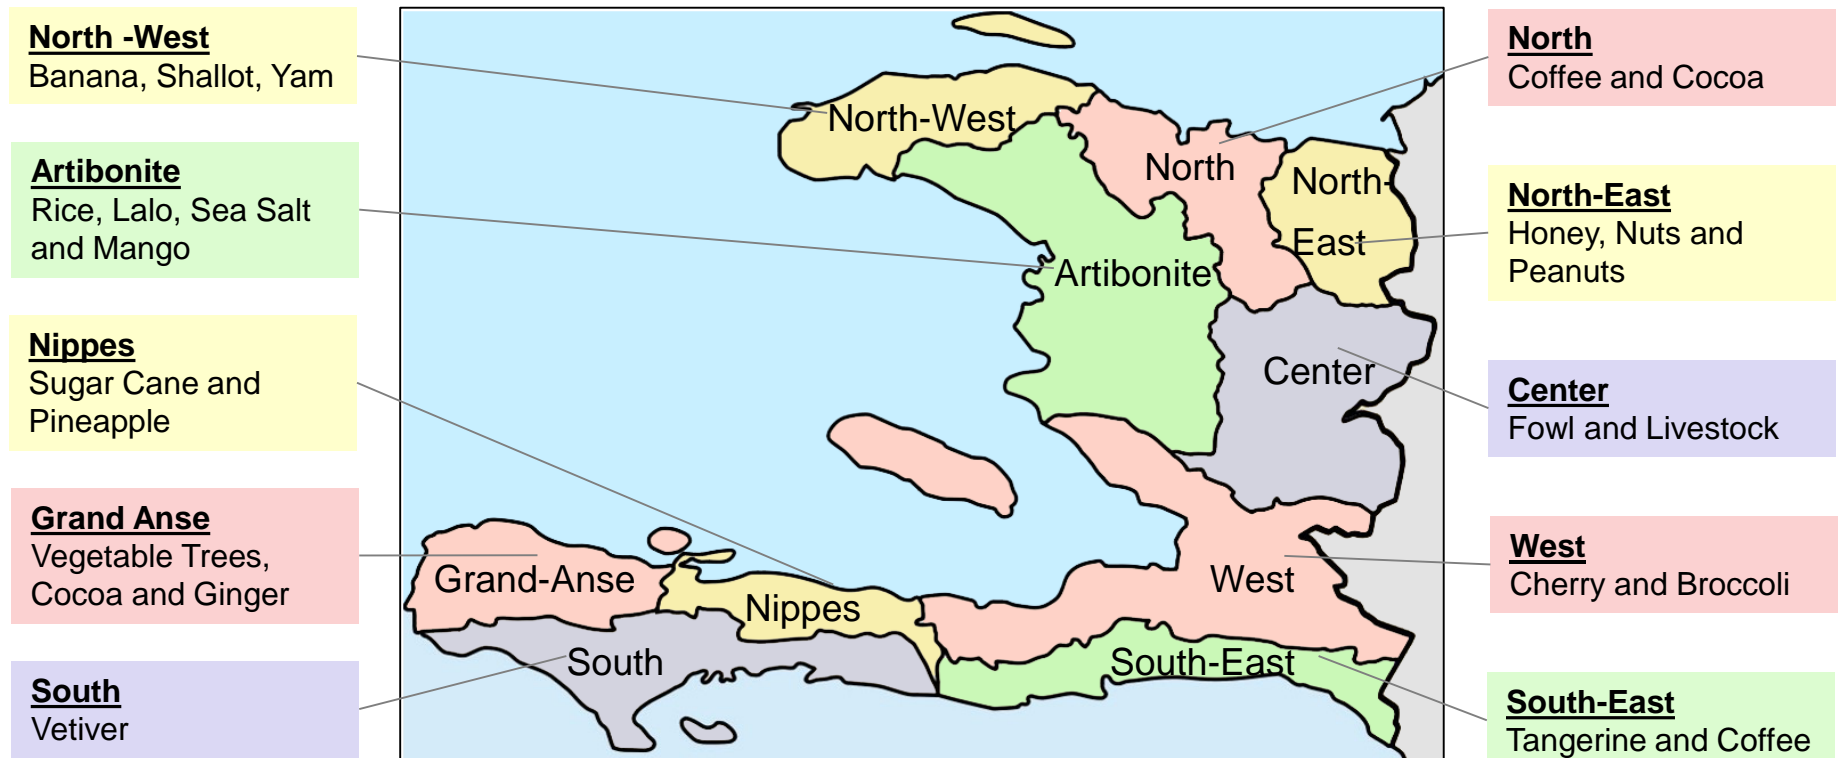 North -West
Banana, Shallot, Yam
Artibonite
Rice, Lalo, Sea Salt
and Mango
Nippes
Sugar Cane and
Pineapple
Grand Anse
Vegetable Trees,
Cocoa and Ginger
South
Vetiver
North-West
North
North-
East
Artibonite
Center
Grand-Anse
Nippes
West
South
South-East
North
Coffee and Cocoa
North-East
Honey, Nuts and
Peanuts
Center
Fowl and Livestock
West
Cherry and Broccoli
South-East
Tangerine and Coffee